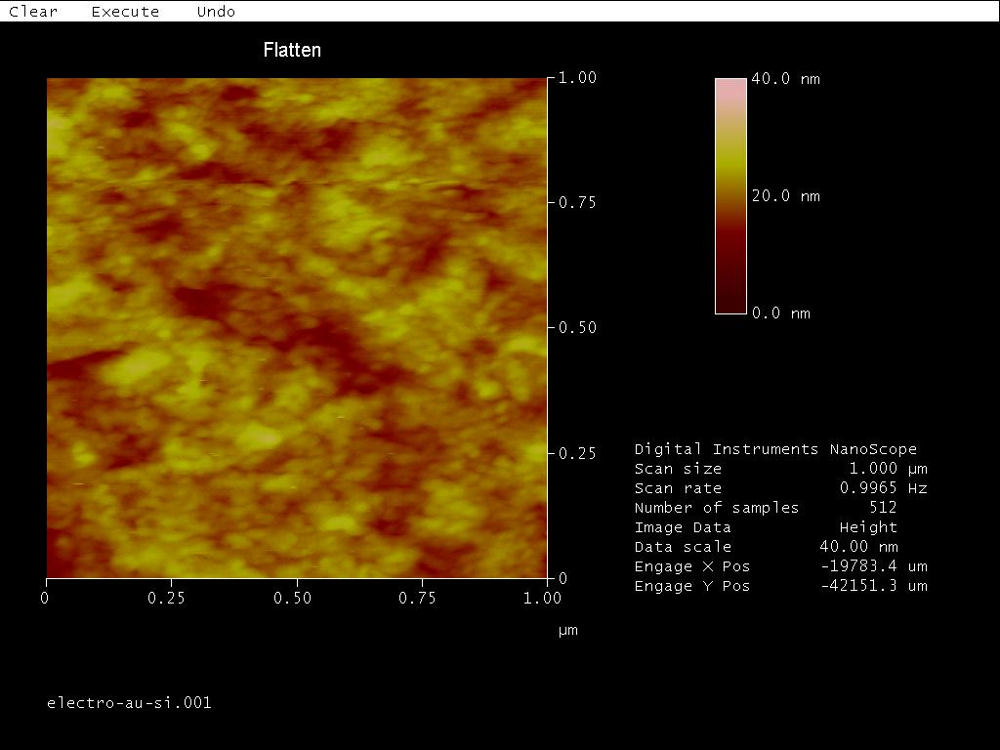 Clear Execute Undo
Flatten
1.00
0.75
0.50
0.25
0
0 0.25 0.50 0.75 1.00
µm
40.0 nm
20.0 nm
0.0 nm
Digital Instruments NanoScope
Scan size 1.000 µm
Scan rate 0.9965 Hz
Number of samples 512
Image Data Height
Data scale 40.00 nm
Engage X Pos -19783.4 um
Engage Y Pos -42151.3 um
electro-au-si.001